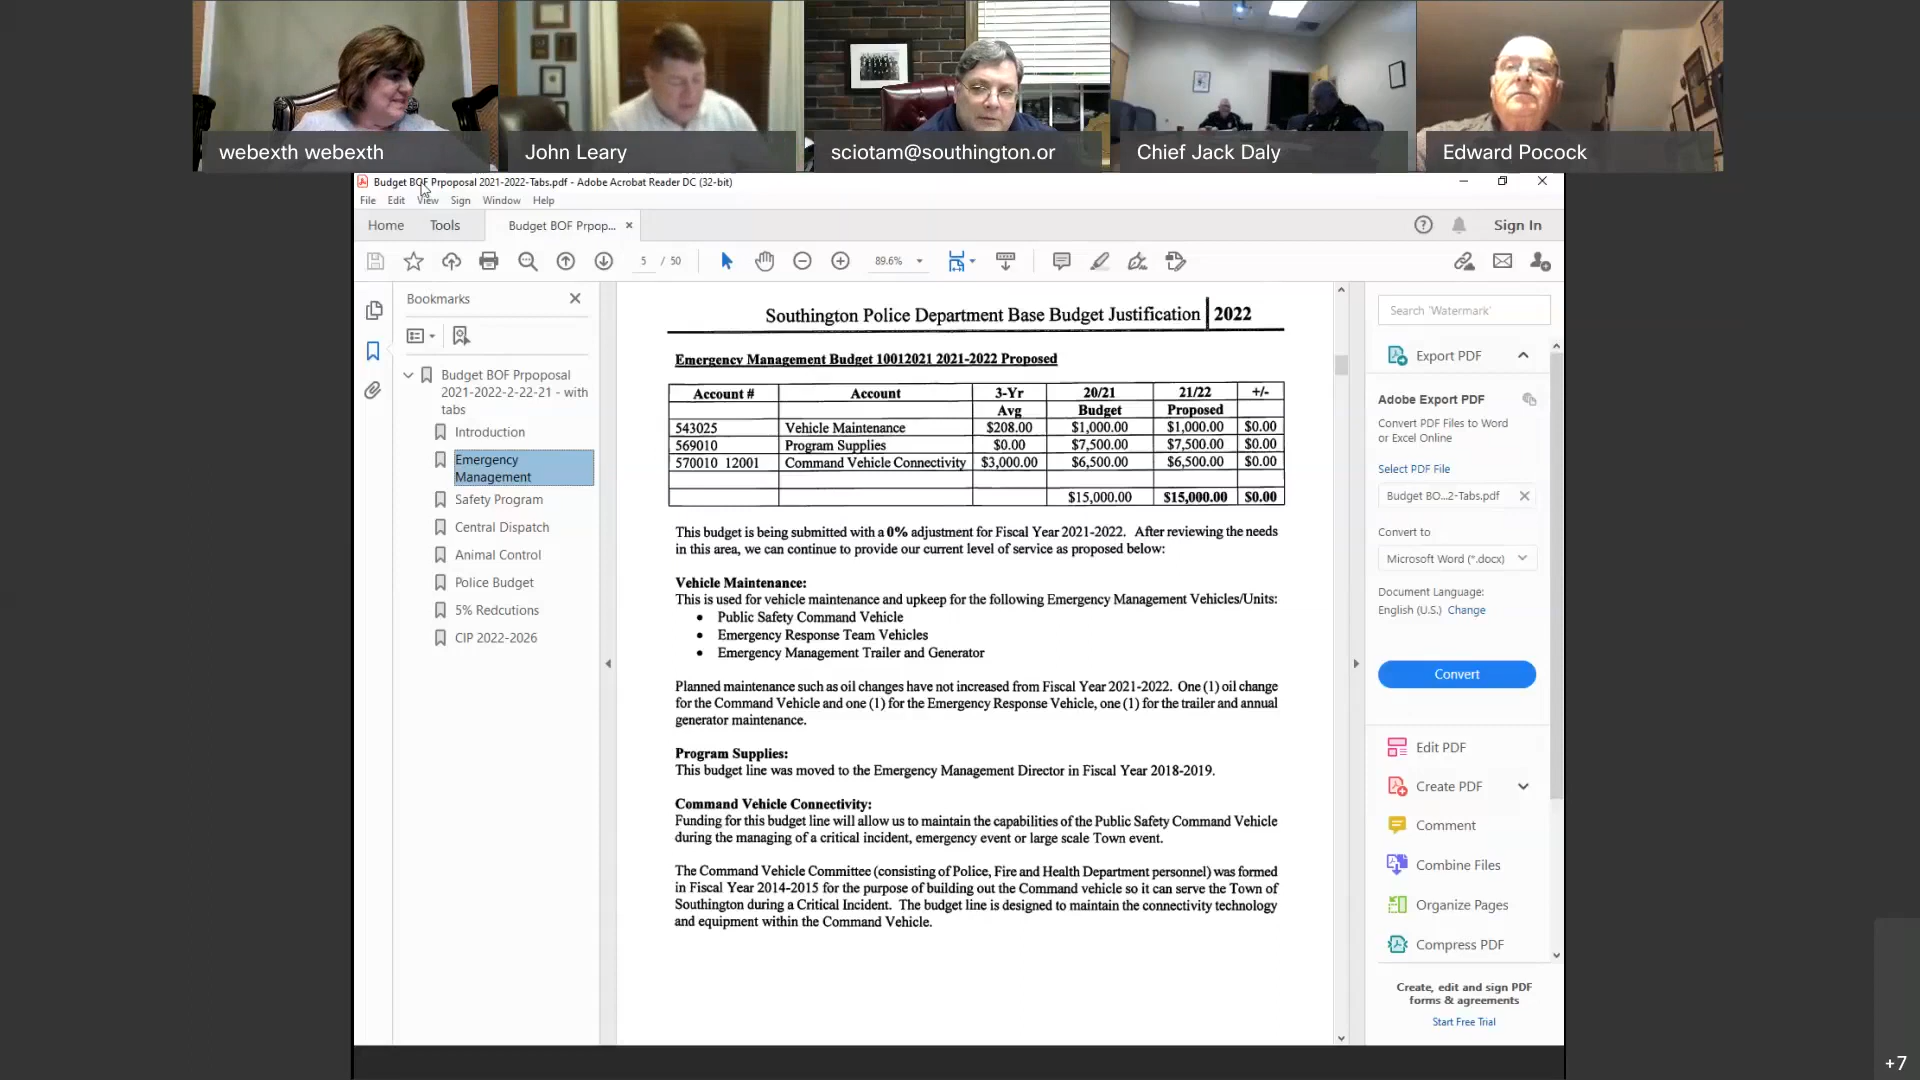 webexth webexth
John Leary
sciotam@southington.or
Chief Jack Daly
Edward Pocock
Budget BOF Prpoposal 2021-2022-Tabs.pdf - Adobe Acrobat Reader DC (32-bit)
File Edit View Sign Window Help
Home Tools Budget BOF Prpop... × Sign In
5 / 50 89.6%
Bookmarks
Budget BOF Prpoposal
2021-2022-2-22-21 - with
tabs
Introduction
Emergency
Management
Safety Program
Central Dispatch
Animal Control
Police Budget
5% Redcutions
CIP 2022-2026
Southington Police Department Base Budget Justification 2022
Emergency Management Budget 10012021 2021-2022 Proposed
Account # Account 3-Yr 20/21 21/22 +/-
Avg Budget Proposed
543025 Vehicle Maintenance $208.00 $1,000.00 $1,000.00 $0.00
569010 Program Supplies $0.00 $7,500.00 $7,500.00 $0.00
570010 12001 Command Vehicle Connectivity $3,000.00 $6,500.00 $6,500.00 $0.00
$15,000.00 $15,000.00 $0.00
This budget is being submitted with a 0% adjustment for Fiscal Year 2021-2022. After reviewing the needs
in this area, we can continue to provide our current level of service as proposed below:
Vehicle Maintenance:
This is used for vehicle maintenance and upkeep for the following Emergency Management Vehicles/Units:
• Public Safety Command Vehicle
• Emergency Response Team Vehicles
• Emergency Management Trailer and Generator
Planned maintenance such as oil changes have not increased from Fiscal Year 2021-2022. One (1) oil change
for the Command Vehicle and one (1) for the Emergency Response Vehicle, one (1) for the trailer and annual
generator maintenance.
Program Supplies:
This budget line was moved to the Emergency Management Director in Fiscal Year 2018-2019.
Command Vehicle Connectivity:
Funding for this budget line will allow us to maintain the capabilities of the Public Safety Command Vehicle
during the managing of a critical incident, emergency event or large scale Town event.
The Command Vehicle Committee (consisting of Police, Fire and Health Department personnel) was formed
in Fiscal Year 2014-2015 for the purpose of building out the Command vehicle so it can serve the Town of
Southington during a Critical Incident. The budget line is designed to maintain the connectivity technology
and equipment within the Command Vehicle.
Search 'Watermark'
Export PDF
Adobe Export PDF
Convert PDF Files to Word
or Excel Online
Select PDF File
Budget BO...2-Tabs.pdf
Convert to
Microsoft Word (*.docx)
Document Language:
English (U.S.) Change
Convert
Edit PDF
Create PDF
Comment
Combine Files
Organize Pages
Compress PDF
Create, edit and sign PDF
forms & agreements
Start Free Trial
+7